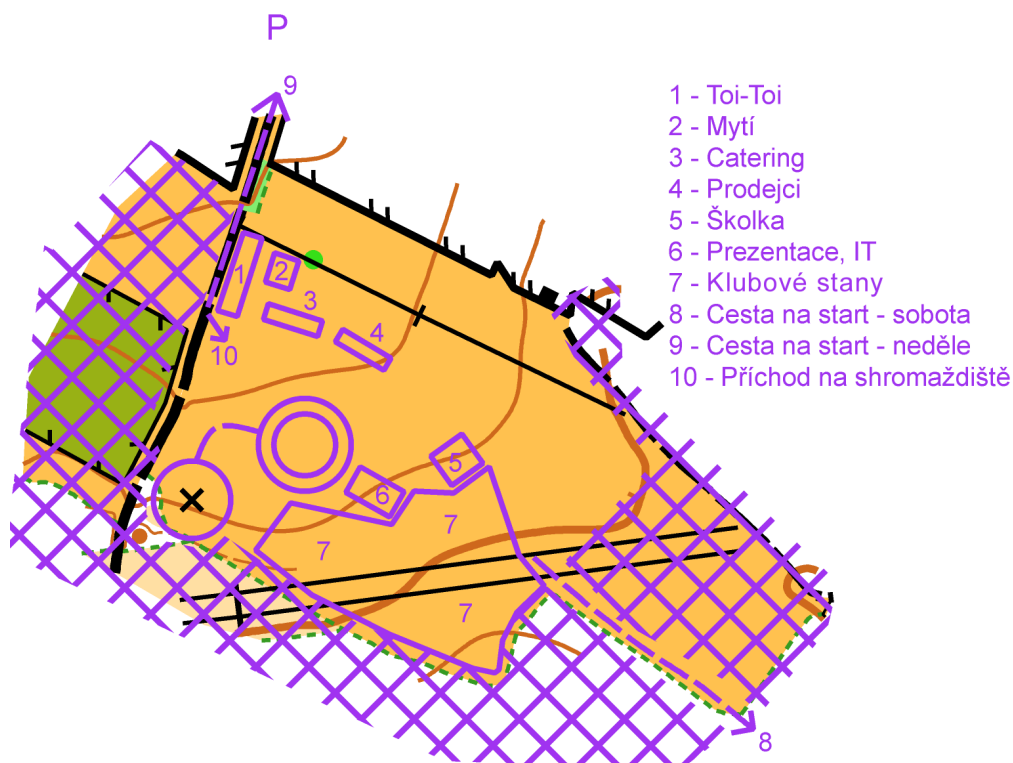 P
9
1 - Toi-Toi
2 - Mytí
3 - Catering
4 - Prodejci
5 - Školka
6 - Prezentace, IT
7 - Klubové stany
8 - Cesta na start - sobota
9 - Cesta na start - neděle
10 - Příchod na shromaždiště
1
2
3
4
10
5
6
7
7
7
8